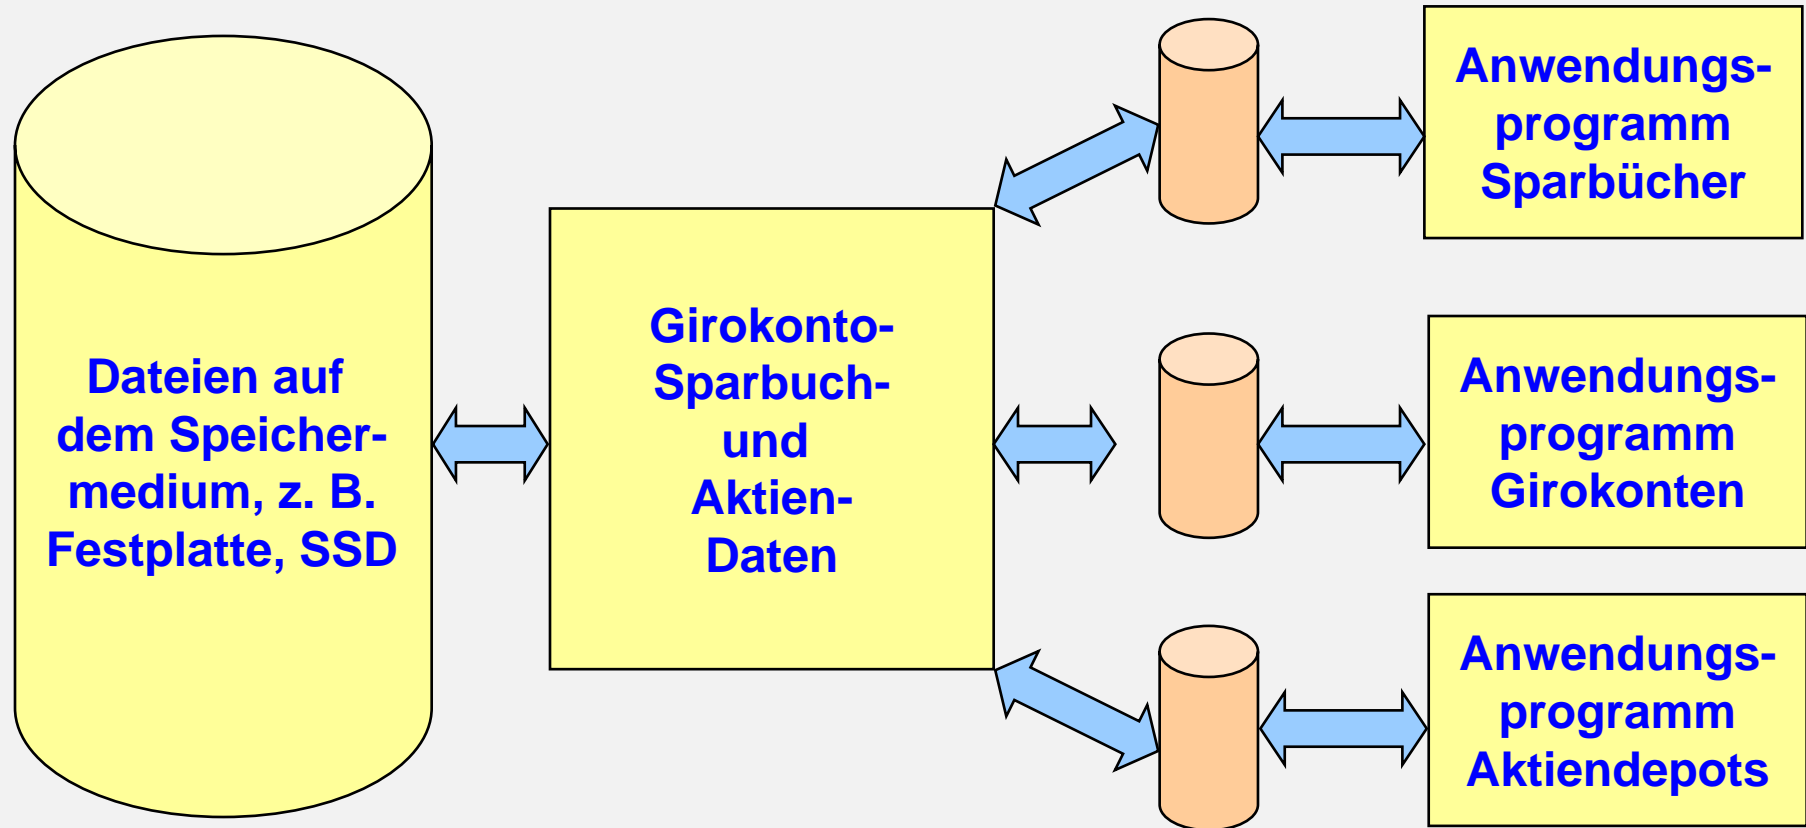 Dateien auf
dem Speicher-
medium, z. B.
Festplatte, SSD
Girokonto-
Sparbuch-
und
Aktien-
Daten
Anwendungs-
programm
Sparbücher
Anwendungs-
programm
Girokonten
Anwendungs-
programm
Aktiendepots